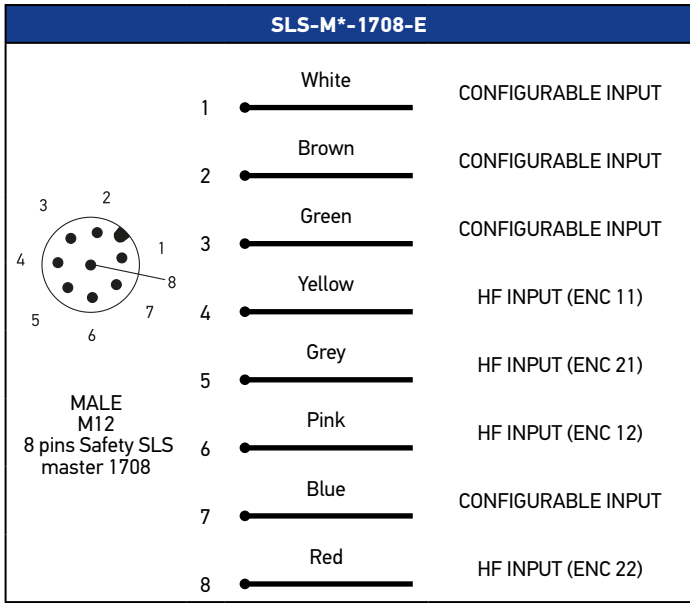 SLS-M*-1708-E
1 White CONFIGURABLE INPUT
2 Brown CONFIGURABLE INPUT
3 Green CONFIGURABLE INPUT
4 Yellow HF INPUT (ENC 11)
5 Grey HF INPUT (ENC 21)
6 Pink HF INPUT (ENC 12)
7 Blue CONFIGURABLE INPUT
8 Red HF INPUT (ENC 22)
3 2
4 1
8
5 7
6
MALE
M12
8 pins Safety SLS
master 1708